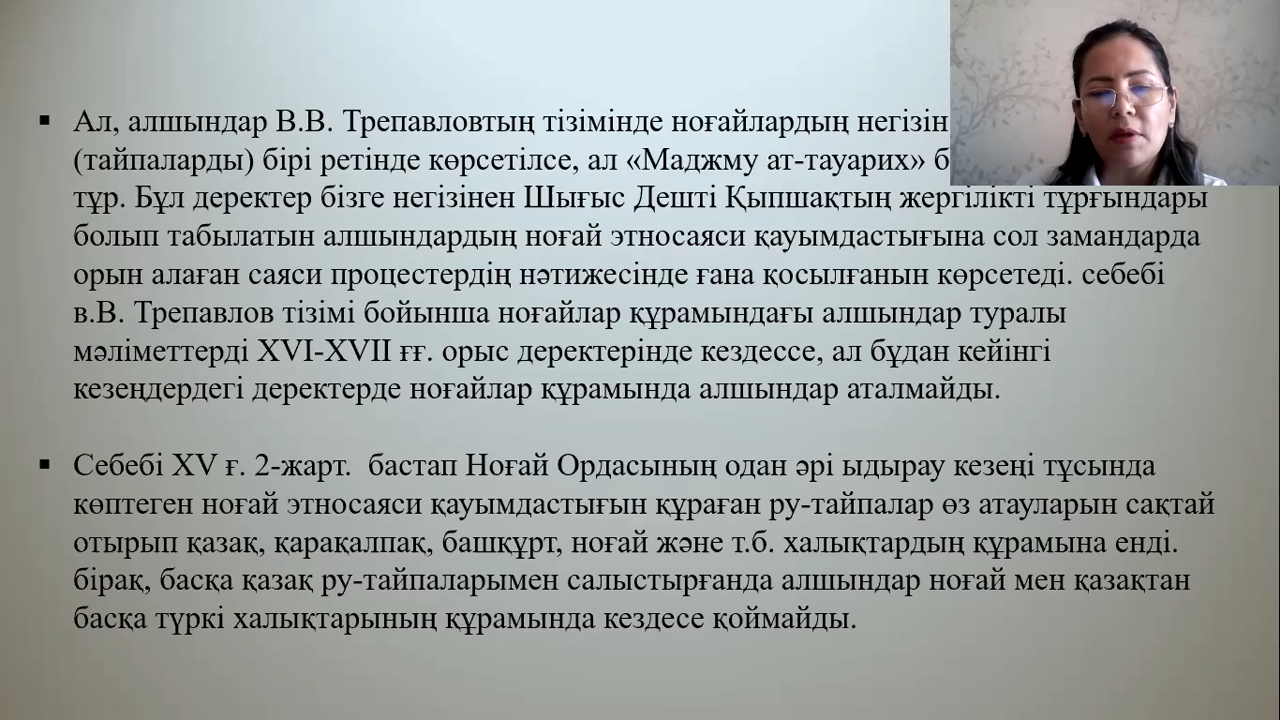 Ал, алшындар В.В. Трепавловтың тізімінде ноғайлардың негізін
(тайпаларды) бірі ретінде көрсетілсе, ал «Маджму ат-тауарих»
тұр. Бұл деректер бізге негізінен Шығыс Дешті Қыпшақтың жергілікті тұрғындары
болып табылатын алшындардың ноғай этносаяси қауымдастығына сол замандарда
орын алаған саяси процестердің нәтижесінде ғана қосылғанын көрсетеді. себебі
в.В. Трепавлов тізімі бойынша ноғайлар құрамындағы алшындар туралы
мәліметтерді XVI-XVII ғғ. орыс деректерінде кездессе, ал бұдан кейінгі
кезеңдердегі деректерде ноғайлар құрамында алшындар аталмайды.
Себебі XV ғ. 2-жарт. бастап Ноғай Ордасының одан әрі ыдырау кезеңі тұсында
көптеген ноғай этносаяси қауымдастығын құраған ру-тайпалар өз атауларын сақтай
отырып қазақ, қарақалпақ, башқұрт, ноғай және т.б. халықтардың құрамына енді.
бірақ, басқа қазақ ру-тайпаларымен салыстырғанда алшындар ноғай мен қазақтан
басқа түркі халықтарының құрамында кездесе қоймайды.